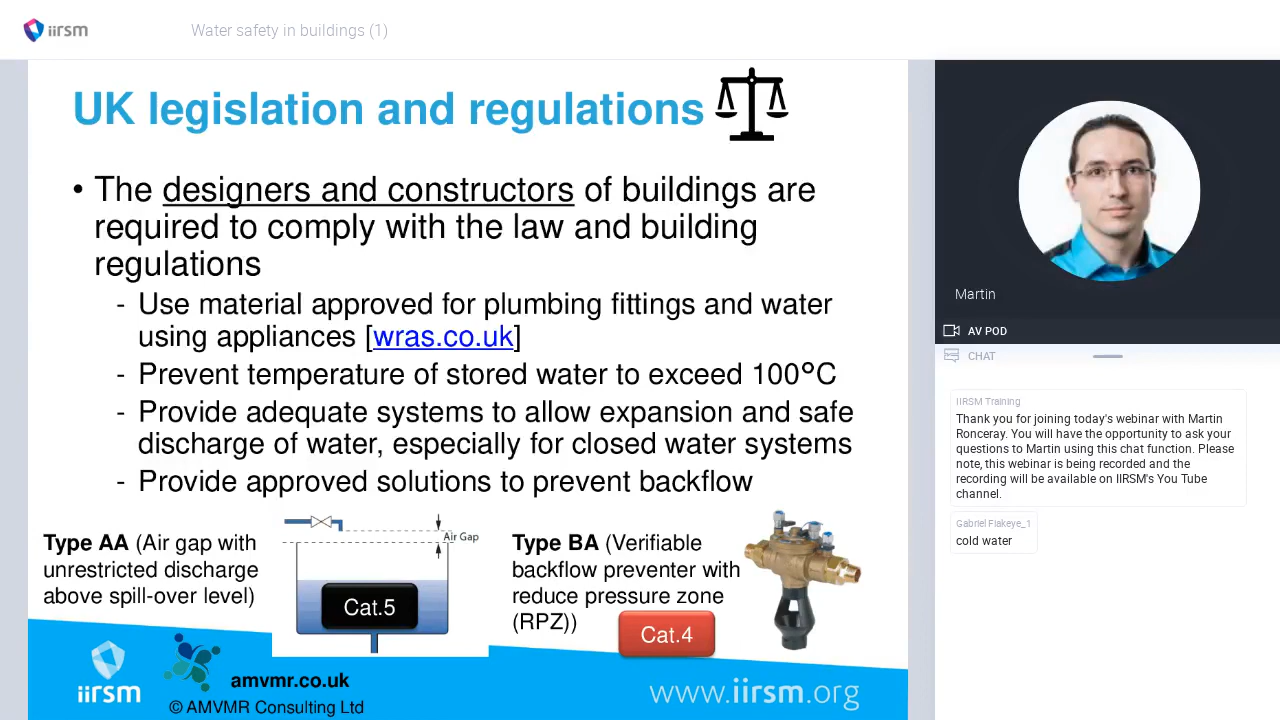 iirsm
Water safety in buildings (1)
UK legislation and regulations
• The designers and constructors of buildings are
required to comply with the law and building
regulations
- Use material approved for plumbing fittings and water
using appliances [wras.co.uk]
- Prevent temperature of stored water to exceed 100°C
- Provide adequate systems to allow expansion and safe
discharge of water, especially for closed water systems
- Provide approved solutions to prevent backflow
Type AA (Air gap with
unrestricted discharge
above spill-over level)
Air Gap
Cat.5
Type BA (Verifiable
backflow preventer with
reduce pressure zone
(RPZ))
Cat.4
iirsm
amvmr.co.uk
© AMVMR Consulting Ltd
www.iirsm.org
Martin
AV POD
CHAT
IIRSM Training
Thank you for joining today's webinar with Martin
Ronceray. You will have the opportunity to ask your
questions to Martin using this chat function. Please
note, this webinar is being recorded and the
recording will be available on IIRSM's You Tube
channel.
Gabriel Fiakeye_1
cold water